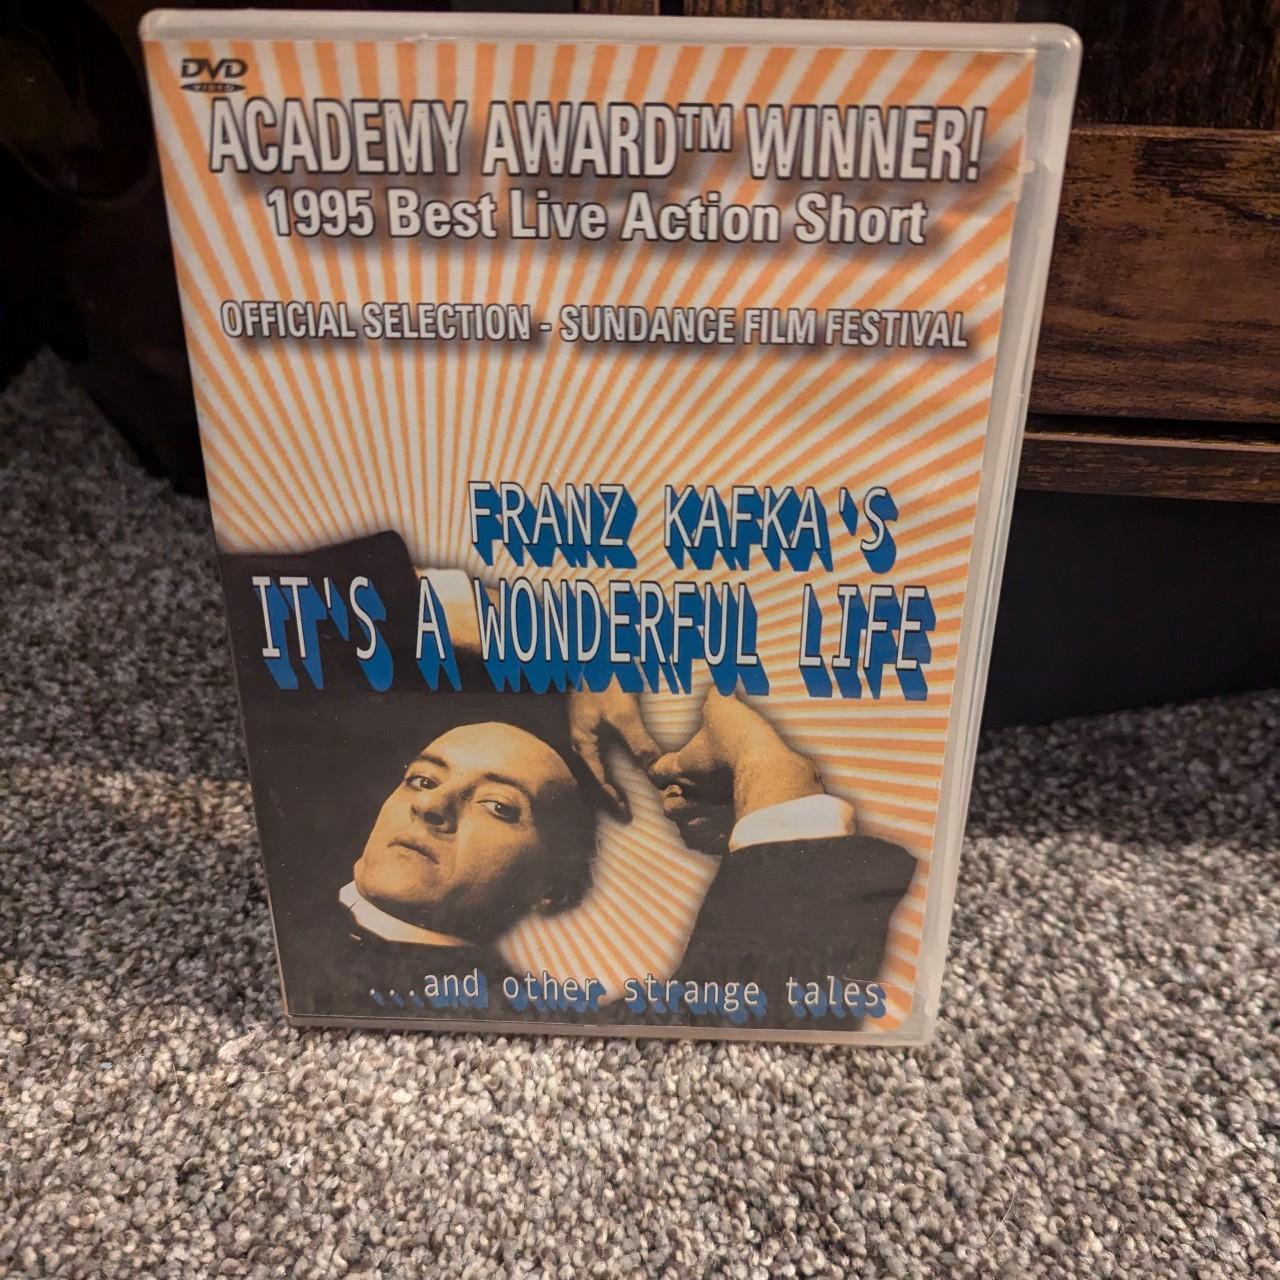 DVD
VIDEO
ACADEMY AWARD™ WINNER!
1995 Best Live Action Short
OFFICIAL SELECTION - SUNDANCE FILM FESTIVAL
FRANZ KAFKA'S
IT'S A WONDERFUL LIFE
...and other strange tales